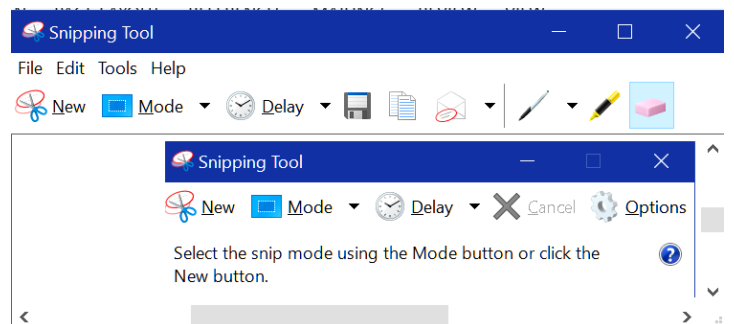 Snipping Tool
File Edit Tools Help
New Mode Delay
Snipping Tool
New Mode Delay Cancel Options
Select the snip mode using the Mode button or click the
New button.